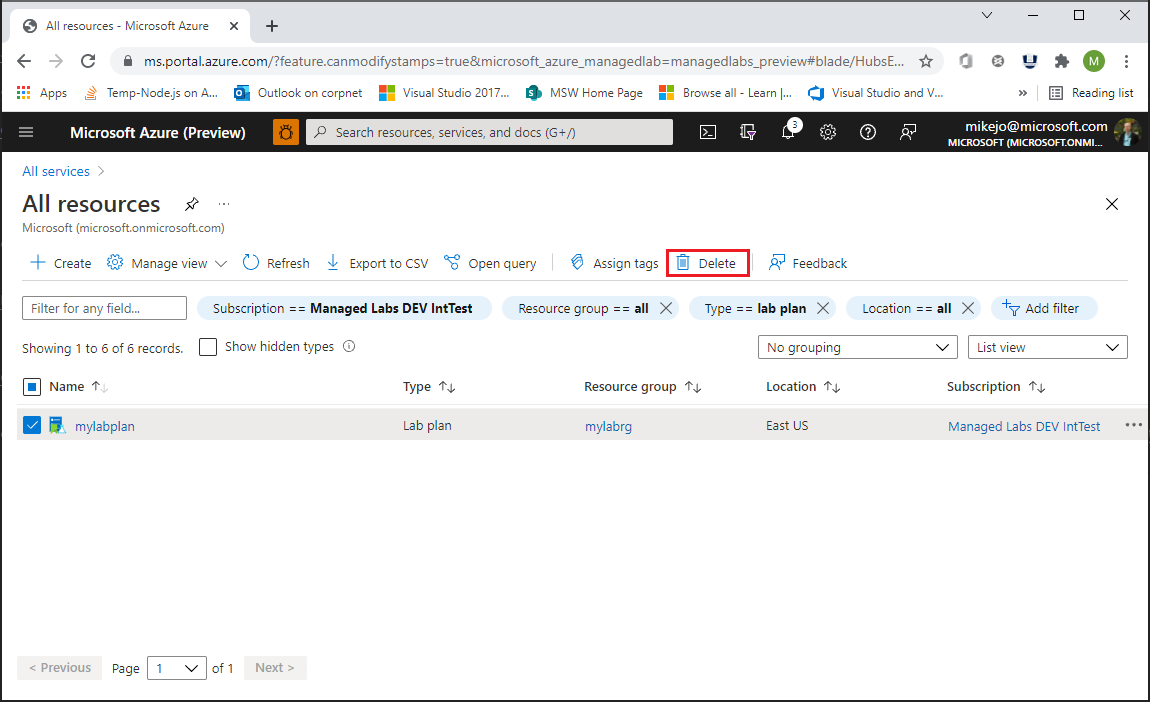 All resources - Microsoft Azure
ms.portal.azure.com/?feature.canmodifystamps=true&microsoft_azure_managedlab=managedlabs_preview#blade/HubsE...
M
Apps
Temp-Node.js on A...
Outlook on corpnet
Visual Studio 2017...
MSW Home Page
Browse all - Learn |...
Visual Studio and V...
»
Reading list
Microsoft Azure (Preview)
Search resources, services, and docs (G+/)
3
mikejo@microsoft.com
MICROSOFT (MICROSOFT.ONMI...
All services >
All resources
...
Microsoft (microsoft.onmicrosoft.com)
Create
Manage view
Refresh
Export to CSV
Open query
Assign tags
Delete
Feedback
Filter for any field...
Subscription == Managed Labs DEV IntTest
Resource group == all
Type == lab plan
Location == all
Add filter
Showing 1 to 6 of 6 records.
Show hidden types
No grouping
List view
Name
Type
Resource group
Location
Subscription
mylabplan
Lab plan
mylabrg
East US
Managed Labs DEV IntTest
...
< Previous
Page
1
of 1
Next >